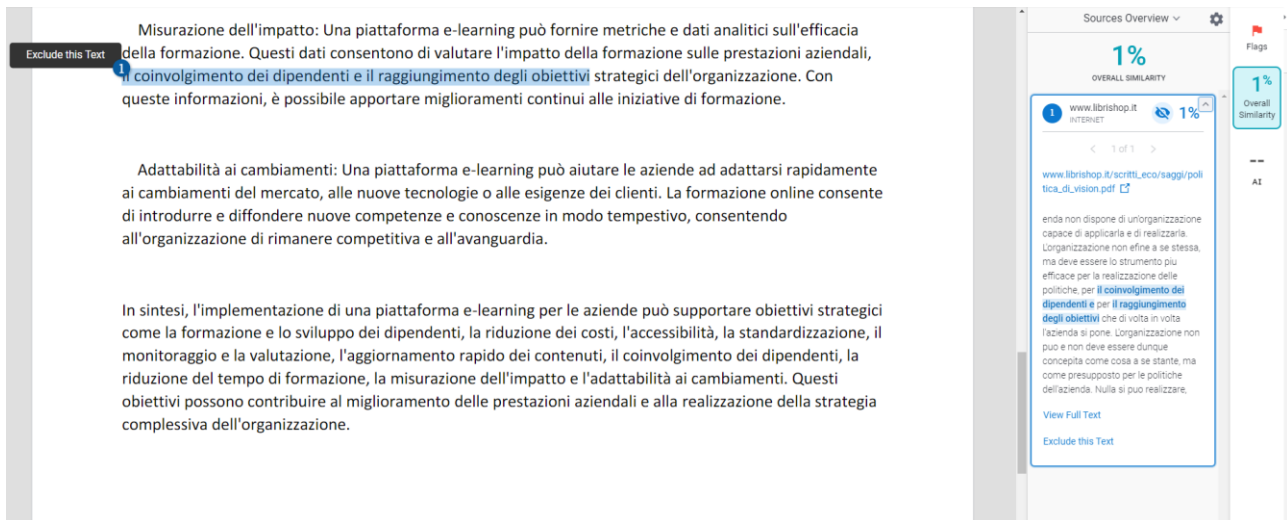 Misurazione dell'impatto: Una piattaforma e-learning può fornire metriche e dati analitici sull'efficacia
della formazione. Questi dati consentono di valutare l'impatto della formazione sulle prestazioni aziendali,
il coinvolgimento dei dipendenti e il raggiungimento degli obiettivi strategici dell'organizzazione. Con
queste informazioni, è possibile apportare miglioramenti continui alle iniziative di formazione.
Exclude this Text
1
Adattabilità ai cambiamenti: Una piattaforma e-learning può aiutare le aziende ad adattarsi rapidamente
ai cambiamenti del mercato, alle nuove tecnologie o alle esigenze dei clienti. La formazione online consente
di introdurre e diffondere nuove competenze e conoscenze in modo tempestivo, consentendo
all'organizzazione di rimanere competitiva e all'avanguardia.
In sintesi, l'implementazione di una piattaforma e-learning per le aziende può supportare obiettivi strategici
come la formazione e lo sviluppo dei dipendenti, la riduzione dei costi, l'accessibilità, la standardizzazione, il
monitoraggio e la valutazione, l'aggiornamento rapido dei contenuti, il coinvolgimento dei dipendenti, la
riduzione del tempo di formazione, la misurazione dell'impatto e l'adattabilità ai cambiamenti. Questi
obiettivi possono contribuire al miglioramento delle prestazioni aziendali e alla realizzazione della strategia
complessiva dell'organizzazione.
Sources Overview
1%
OVERALL SIMILARITY
1 www.librishop.it 1%
INTERNET
< 1 of 1 >
www.librishop.it/scritti_eco/saggi/poli
tica_di_vision.pdf
enda non dispone di un'organizzazione
capace di applicarla e di realizzarla.
L'organizzazione non efine a se stessa,
ma deve essere lo strumento piu
efficace per la realizzazione delle
politiche, per il coinvolgimento dei
dipendenti e per il raggiungimento
degli obiettivi che di volta in volta
l'azienda si pone. L'organizzazione non
puo e non deve essere dunque
concepita come cosa a se stante, ma
come presupposto per le politiche
dell'azienda. Nulla si puo realizzare,
View Full Text
Exclude this Text
Flags
1%
Overall
Similarity
--
AI